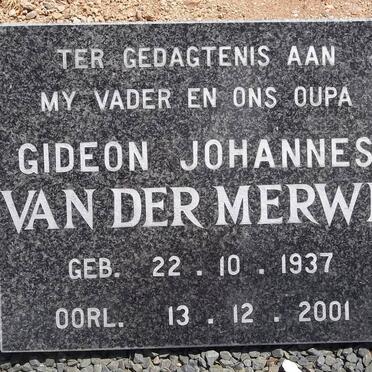 TER GEDAGTENIS AAN
MY VADER EN ONS OUPA
GIDEON JOHANNES
VAN DER MERWE
GEB. 22 . 10 . 1937
OORL. 13 . 12 . 2001